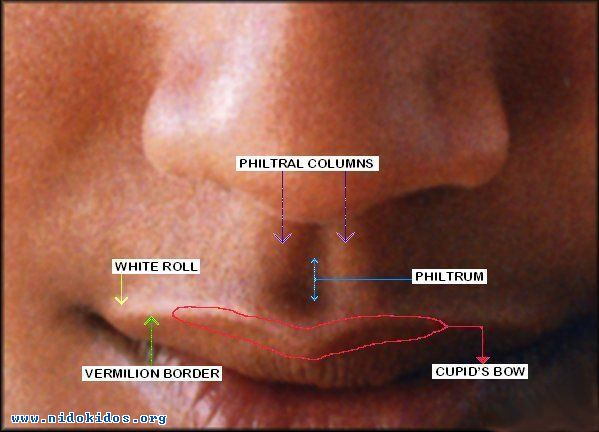 PHILTRAL COLUMNS
WHITE ROLL
PHILTRUM
VERMILION BORDER
CUPID'S BOW
www.nidokidos.org